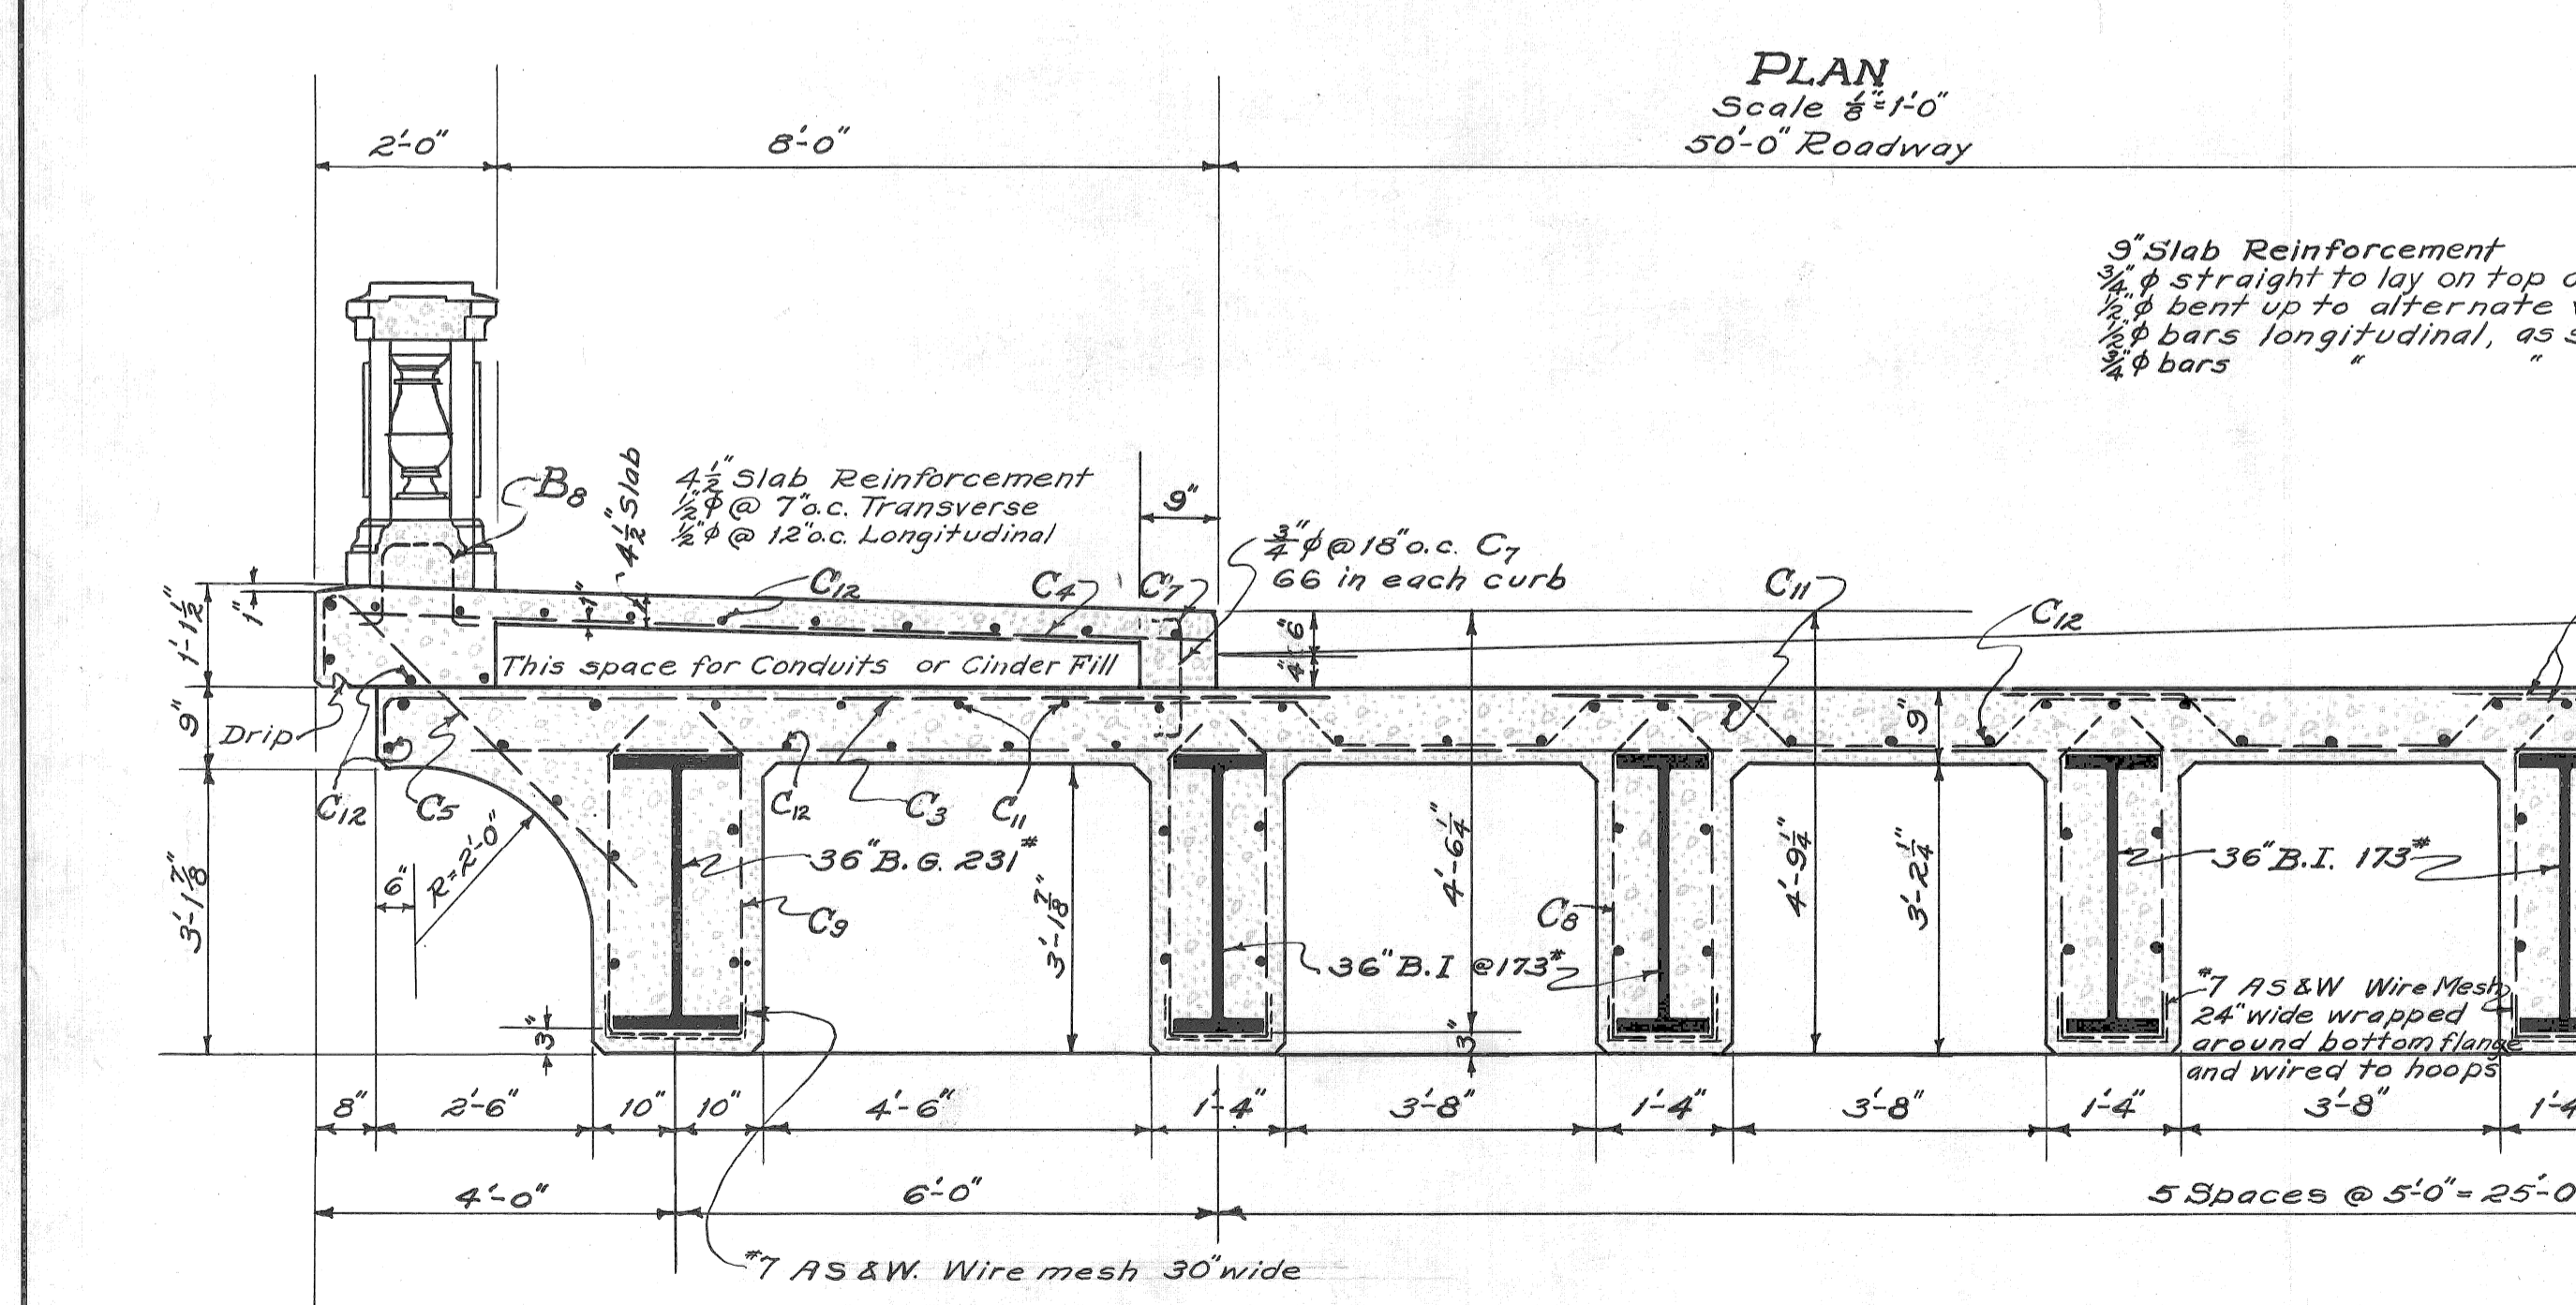 PLAN
Scale 1/8"=1'-0"
50'-0" Roadway
2'-0"
8'-0"
9" Slab Reinforcement
3/4"ϕ straight to lay on top
1/2"ϕ bent up to alternate
1/2"ϕ bars longitudinal, as
3/4"ϕ bars " "
B8
4 1/2" Slab
4 1/2" Slab Reinforcement
1/2"ϕ @ 7"o.c. Transverse
1/2"ϕ @ 12"o.c. Longitudinal
9"
3/4"ϕ @ 18"o.c. C7
66 in each curb
1'-1 1/2"
1"
1"
C12
C4
C7
C11
C12
6"
4"
This space for Conduits or Cinder Fill
9"
Drip
9"
C12
C5
C12
C3
C11
R=2'-0"
6"
3'-1 7/8"
36"B.G. 231#
C9
3'-1 7/8"
4'-6 1/4"
C8
4'-9 1/4"
3'-2 1/4"
36"B.I. 173#
36"B.I @173#
3"
3"
#7 AS&W Wire Mesh
24" wide wrapped
around bottom flange
and wired to hoops
8"
2'-6"
10"
10"
4'-6"
1'-4"
3'-8"
1'-4"
3'-8"
1'-4"
3'-8"
1'-4
4'-0"
6'-0"
5 Spaces @ 5'-0" = 25'-0
#7 AS&W. Wire mesh 30" wide